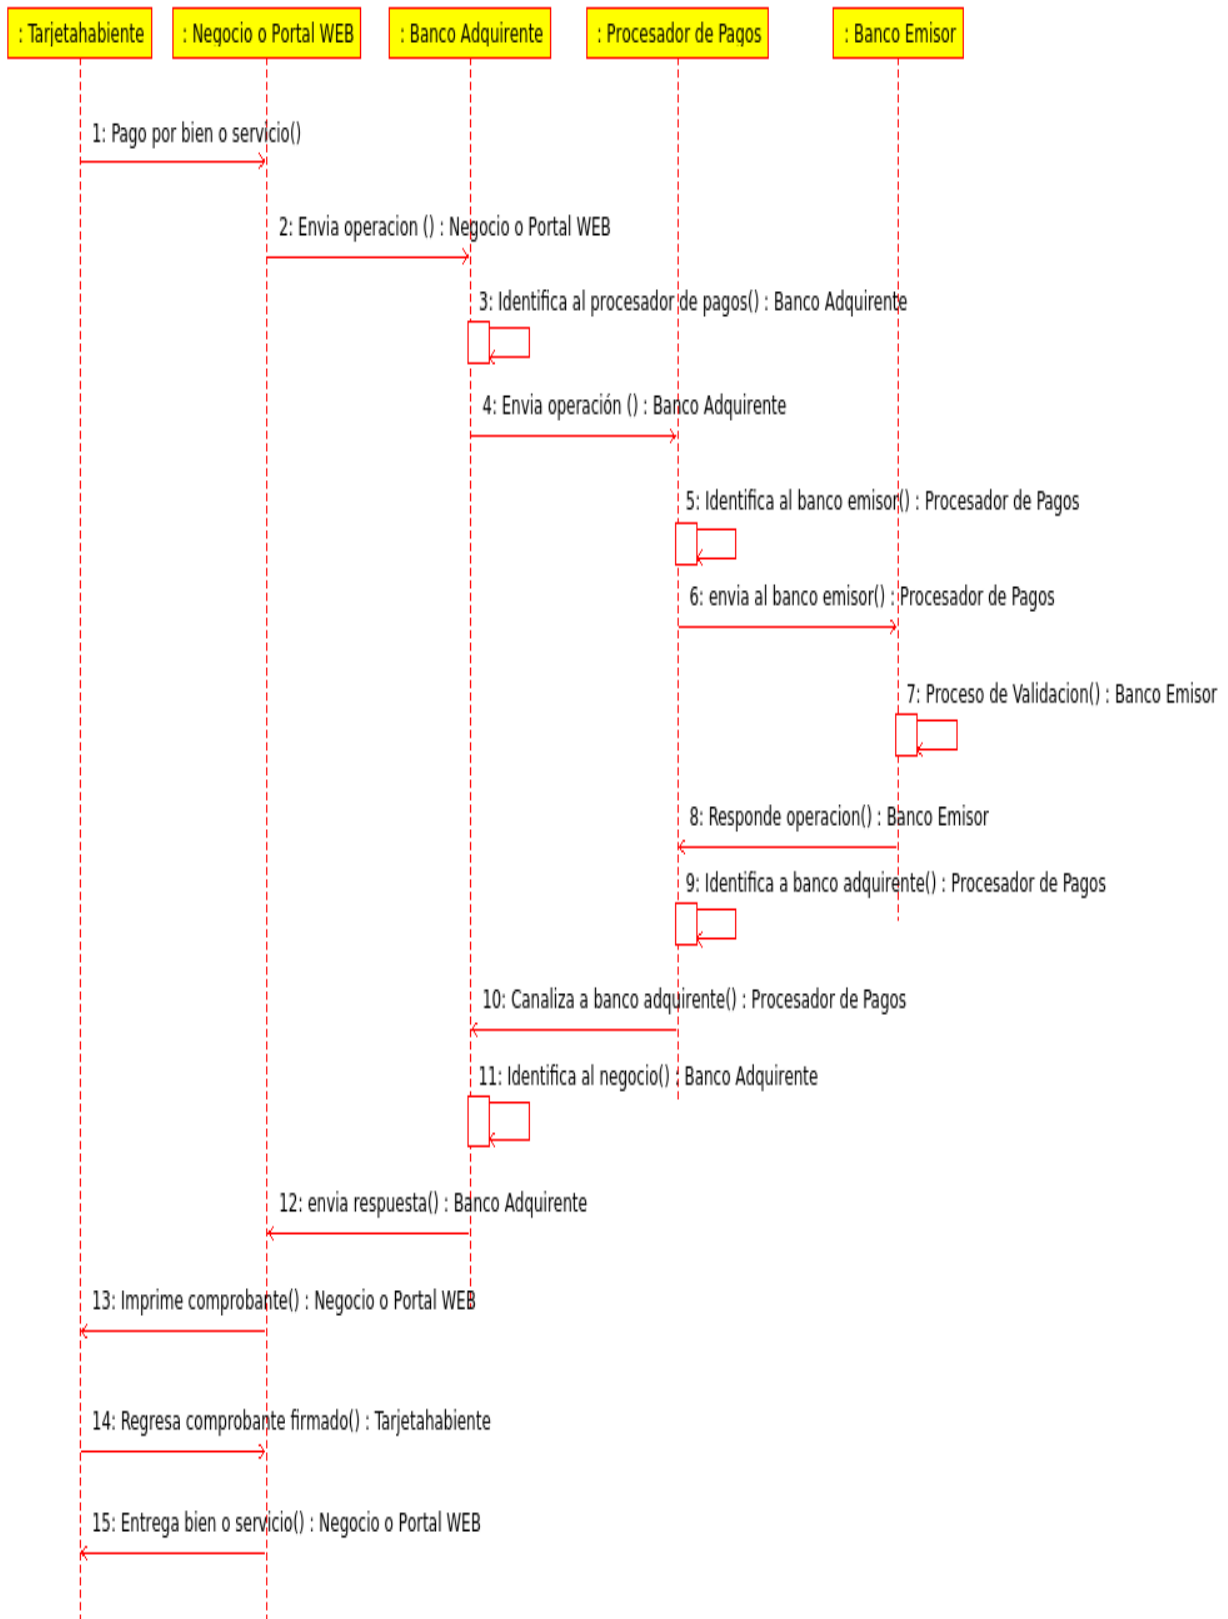 : Tarjetahabiente
: Negocio o Portal WEB
: Banco Adquirente
: Procesador de Pagos
: Banco Emisor
1: Pago por bien o servicio()
2: Envia operacion () : Negocio o Portal WEB
3: Identifica al procesador de pagos() : Banco Adquirente
4: Envia operación () : Banco Adquirente
5: Identifica al banco emisor() : Procesador de Pagos
6: envia al banco emisor() : Procesador de Pagos
7: Proceso de Validacion() : Banco Emisor
8: Responde operacion() : Banco Emisor
9: Identifica a banco adquirente() : Procesador de Pagos
10: Canaliza a banco adquirente() : Procesador de Pagos
11: Identifica al negocio() : Banco Adquirente
12: envia respuesta() : Banco Adquirente
13: Imprime comprobante() : Negocio o Portal WEB
14: Regresa comprobante firmado() : Tarjetahabiente
15: Entrega bien o servicio() : Negocio o Portal WEB